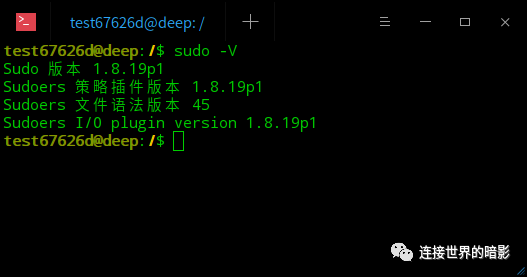 test67626d@deep: /
test67626d@deep:/$ sudo -V
Sudo 版本 1.8.19p1
Sudoers 策略插件版本 1.8.19p1
Sudoers 文件语法版本 45
Sudoers I/O plugin version 1.8.19p1
test67626d@deep:/$
连接世界的暗影